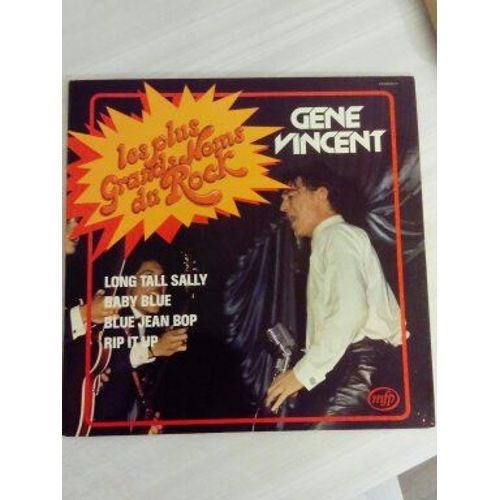 les plus
Grands Noms
du Rock
GENE
VINCENT
LONG TALL SALLY
BABY BLUE
BLUE JEAN BOP
RIP IT UP
mfp